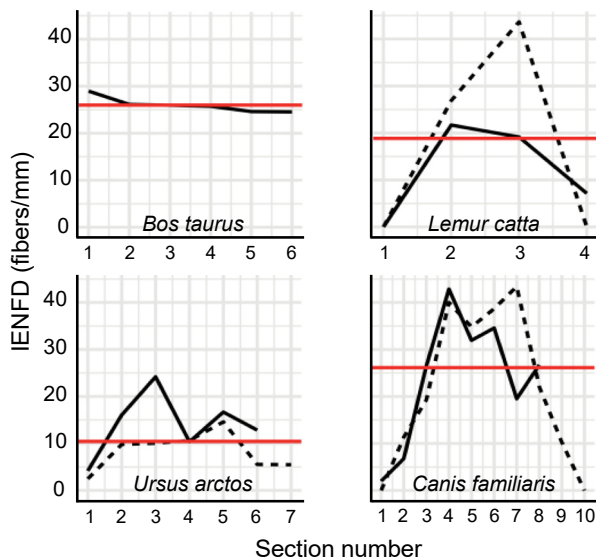 40
30
20
10
0
Bos taurus
Lemur catta
1 2 3 4 5 6
1 2 3 4
IENFD (fibers/mm)
40
30
20
10
0
Ursus arctos
Canis familiaris
1 2 3 4 5 6 7
1 2 3 4 5 6 7 8 9 10
Section number